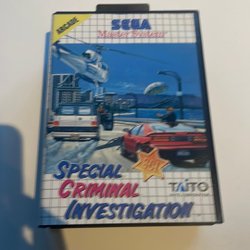 ARCADE
SEGA
Master System
SPECIAL
CRIMINAL
INVESTIGATION
TAITO